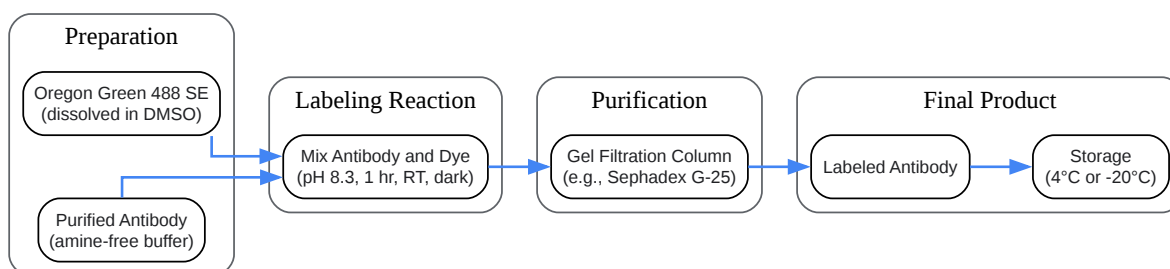 Preparation
Oregon Green 488 SE
(dissolved in DMSO)
Purified Antibody
(amine-free buffer)
Labeling Reaction
Mix Antibody and Dye
(pH 8.3, 1 hr, RT, dark)
Purification
Gel Filtration Column
(e.g., Sephadex G-25)
Final Product
Labeled Antibody
Storage
(4°C or -20°C)